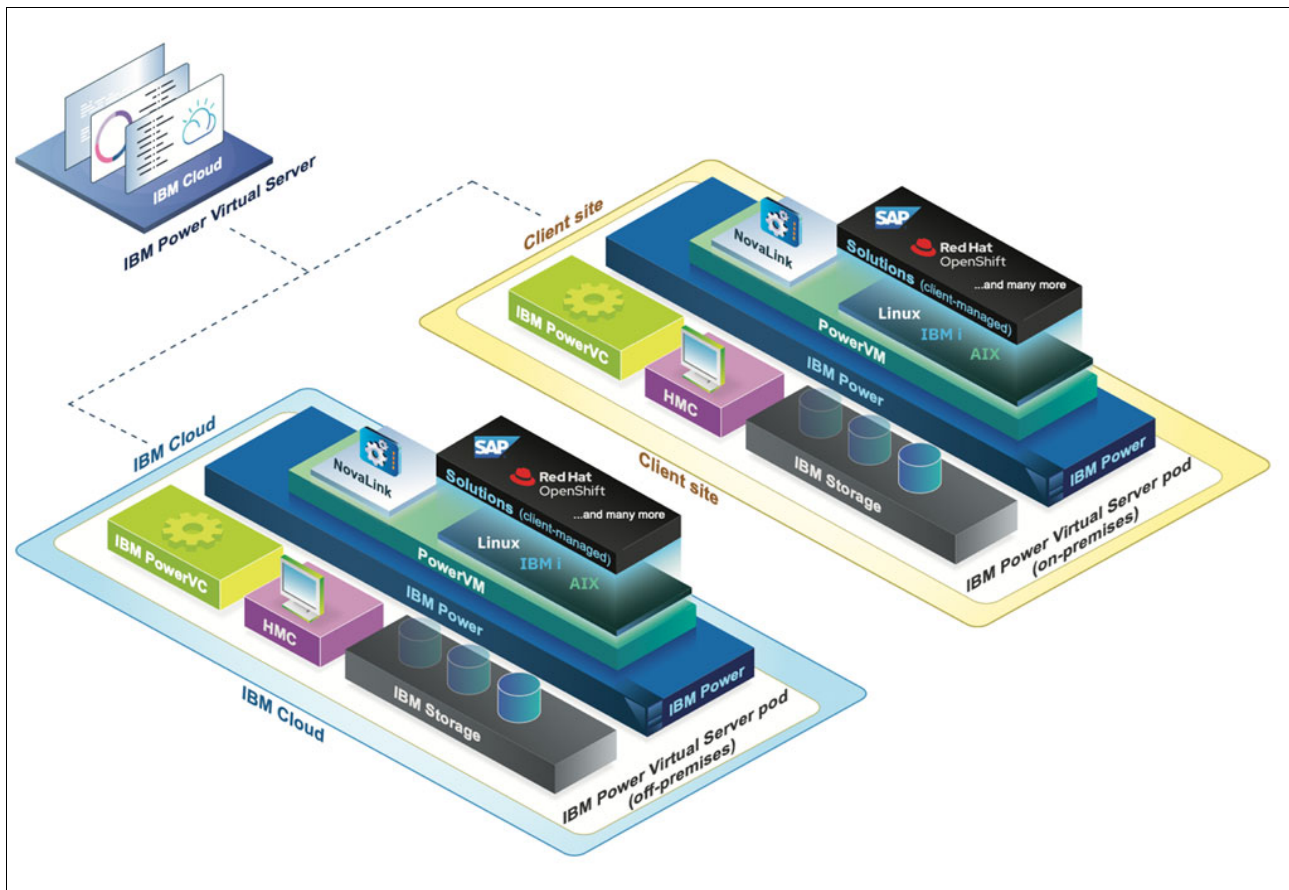 IBM Cloud
IBM Power Virtual Server
Client site
NovaLink
SAP
Red Hat
OpenShift
...and many more
Solutions (client-managed)
Linux
IBM i
AIX
PowerVM
IBM Power
IBM PowerVC
HMC
IBM Storage
IBM Power
Client site
IBM Power Virtual Server pod
(on-premises)
IBM Cloud
NovaLink
SAP
Red Hat
OpenShift
...and many more
Solutions (client-managed)
Linux
IBM i
AIX
PowerVM
IBM Power
IBM PowerVC
HMC
IBM Storage
IBM Power
IBM Cloud
IBM Power Virtual Server pod
(off-premises)